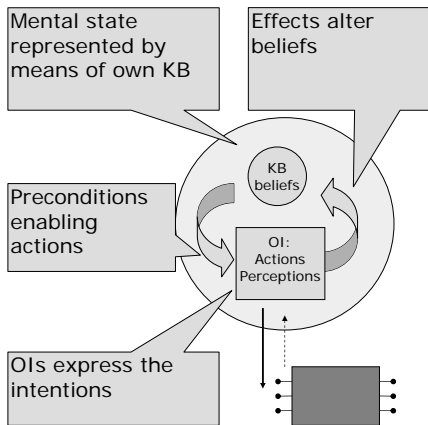 Mental state
represented by
means of own KB
Effects alter
beliefs
KB
beliefs
Preconditions
enabling
actions
OI:
Actions
Perceptions
OIs express the
intentions